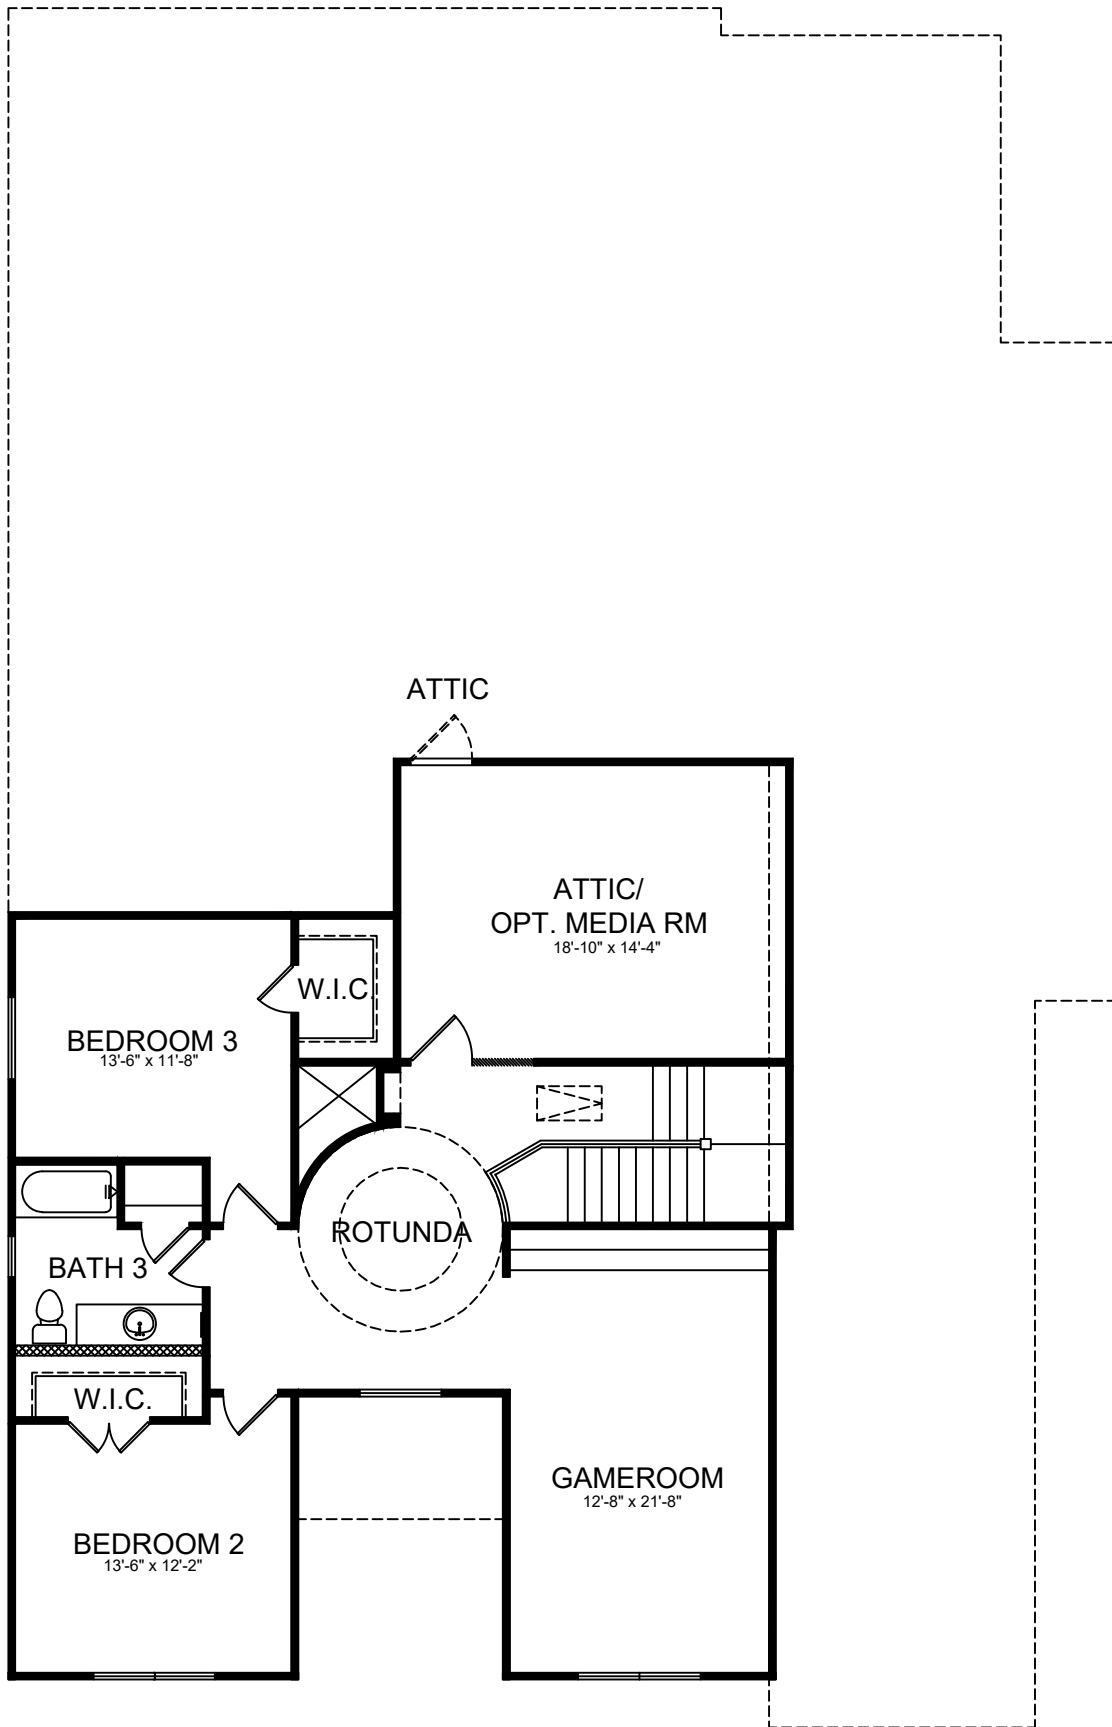 ATTIC
ATTIC/
OPT. MEDIA RM
18'-10" x 14'-4"
W.I.C.
BEDROOM 3
13'-6" x 11'-8"
ROTUNDA
BATH 3
W.I.C.
GAMEROOM
12'-8" x 21'-8"
BEDROOM 2
13'-6" x 12'-2"